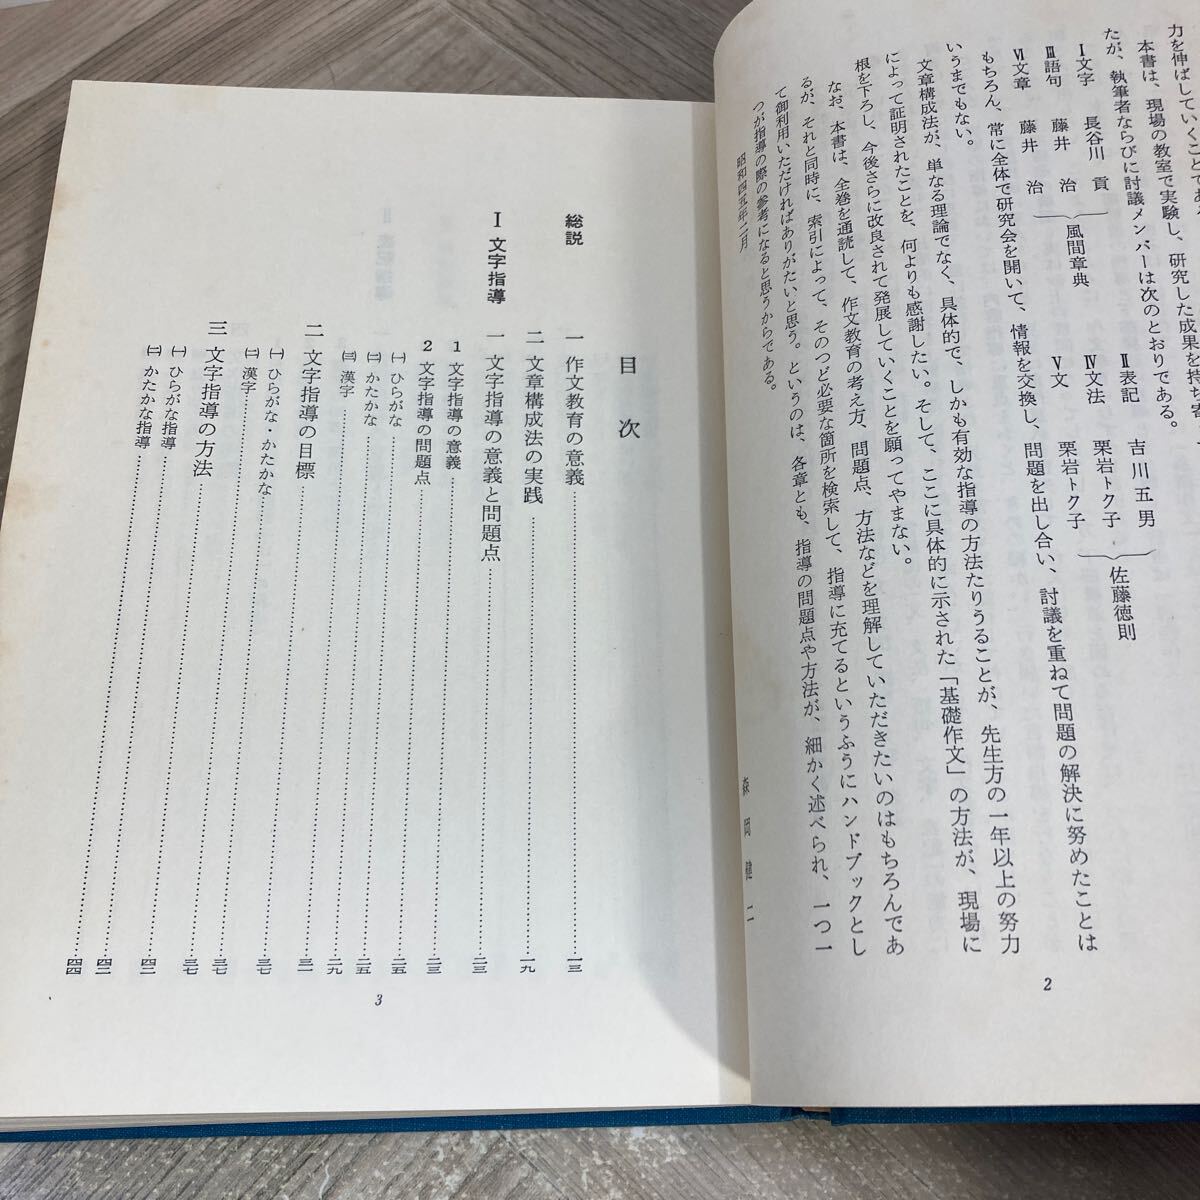 力を伸ばしていくことで
本書は、現場の教室で実験し、研究した成果を持ち寄
たが、執筆者ならびに討議メンバーは次のとおりである。
Ⅰ文字　長谷川　貢
Ⅲ語句　藤井　治
Ⅵ文章　藤井　治
風間章典
Ⅱ表記　吉川五男
Ⅳ文法　栗岩トク子
Ⅴ文　栗岩トク子
佐藤徳則
もちろん、常に全体で研究会を開いて、情報を交換し、問題を出し合い、討議を重ねて問題の解決に努めたことは
いうまでもない。
文章構成法が、単なる理論でなく、具体的で、しかも有効な指導の方法たりうることが、先生方の一年以上の努力
によって証明されたことを、何よりも感謝したい。そして、ここに具体的に示された「基礎作文」の方法が、現場に
根を下ろし、今後さらに改良されて発展していくことを願ってやまない。
なお、本書は、全巻を通読して、作文教育の考え方、問題点、方法などを理解していただきたいのはもちろんであ
るが、それと同時に、索引によって、そのつど必要な箇所を検索して、指導に充てるというふうにハンドブックとし
て御利用いただければありがたいと思う。というのは、各章とも、指導の問題点や方法が、細かく述べられ、一つ一
つが指導の際の参考になると思うからである。
昭和四五年二月
森岡健二
2
目次
総説
一　作文教育の意義……一三
二　文章構成法の実践……一九
Ⅰ　文字指導
一　文字指導の意義と問題点……二三
1　文字指導の意義……二三
2　文字指導の問題点……二三
㈠　ひらがな……二五
㈡　かたかな……二五
㈢　漢字……二九
二　文字指導の目標……三一
㈠　ひらがな・かたかな……三七
㈡　漢字……三七
三　文字指導の方法……三七
㈠　ひらがな指導……四二
㈡　かたかな指導……四二
四四
3